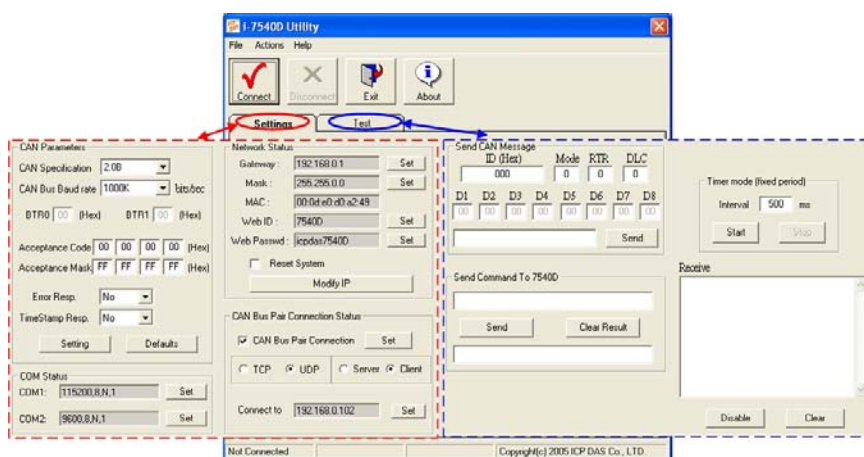 I-7540D Utility
File Actions Help
Connect Disconnect Exit About
Settings Test
CAN Parameters
CAN Specification 2.0B
CAN Bus Baud rate 1000K bits/sec
BTR0 00 (Hex) BTR1 00 (Hex)
Acceptance Code 00 00 00 00 (Hex)
Acceptance Mask FF FF FF FF (Hex)
Error Resp. No
TimeStamp Resp. No
Setting Defaults
COM Status
COM1: 115200,8,N,1 Set
COM2: 9600,8,N,1 Set
Network Status
Gateway : 192.168.0.1 Set
Mask : 255.255.0.0 Set
MAC : 00:0d:e0:d0:a2:49
Web ID : 7540D Set
Web Passwd : icpdas7540D Set
Reset System
Modify IP
CAN Bus Pair Connection Status
CAN Bus Pair Connection Set
TCP UDP Server Client
Connect to 192.168.0.102 Set
Send CAN Message
ID (Hex) Mode RTR DLC
000 0 0 0
D1 D2 D3 D4 D5 D6 D7 D8
00 00 00 00 00 00 00 00
Send
Send Command To 7540D
Send Clear Result
Timer mode (fixed period)
Interval 500 ms
Start Stop
Receive
Disable Clear
Not Connected Copyright(c) 2005 ICP DAS Co., LTD.